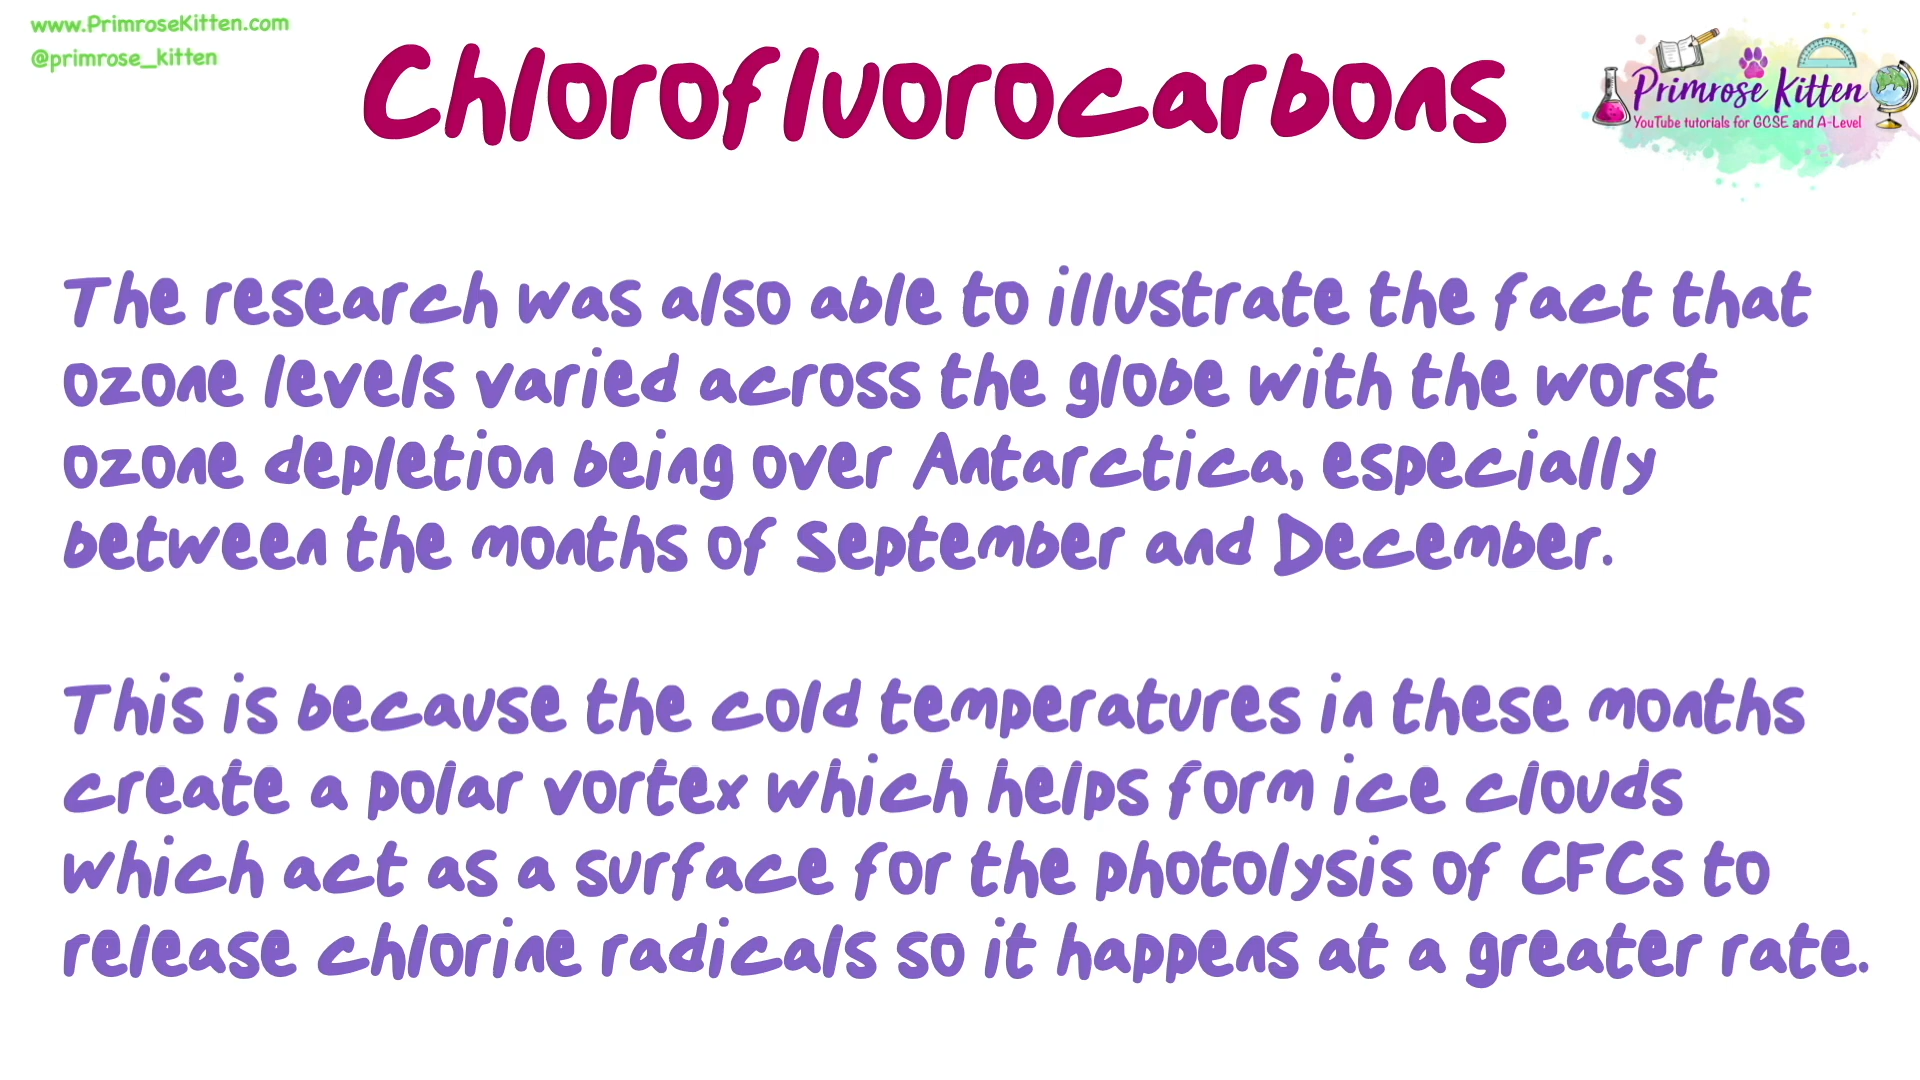 www.PrimroseKitten.com
@primrose_kitten
Chlorofluorocarbons
Primrose Kitten
YouTube tutorials for GCSE and A-Level
The research was also able to illustrate the fact that
ozone levels varied across the globe with the worst
ozone depletion being over Antarctica, especially
between the months of September and December.
This is because the cold temperatures in these months
create a polar vortex which helps form ice clouds
which act as a surface for the photolysis of CFCs to
release chlorine radicals so it happens at a greater rate.